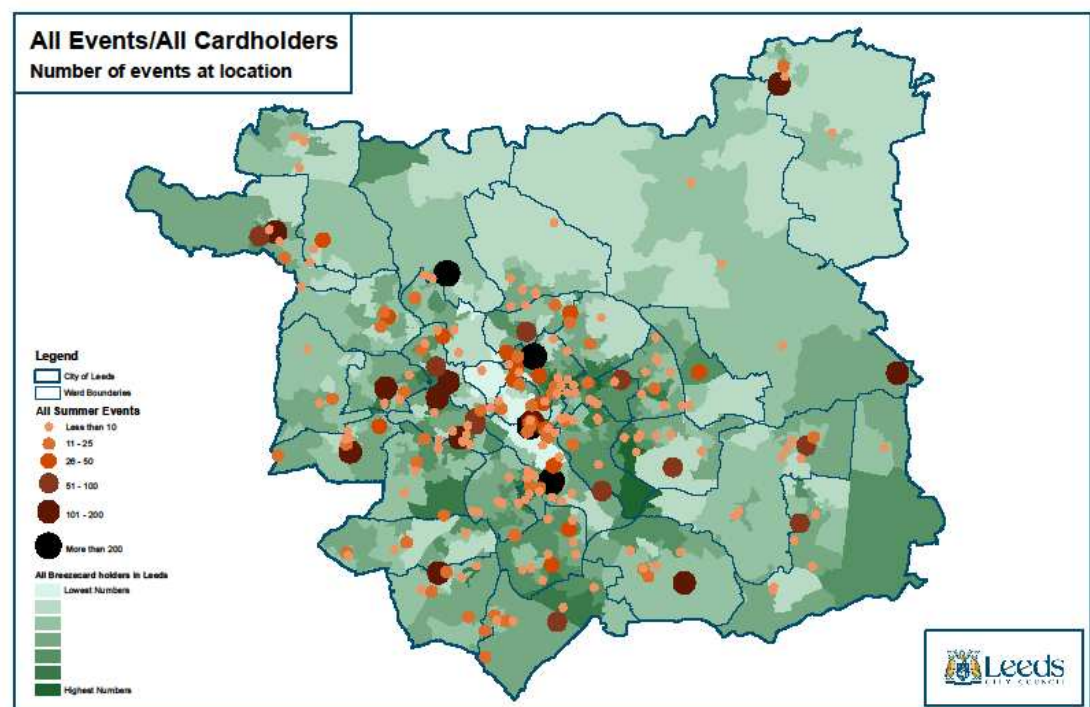 All Events/All Cardholders
Number of events at location
Legend
City of Leeds
Ward Boundaries
All Summer Events
Less than 10
11 - 25
26 - 50
51 - 100
101 - 200
More than 200
All Breezecard holders in Leeds
Lowest Numbers
Highest Numbers
Leeds
CITY COUNCIL